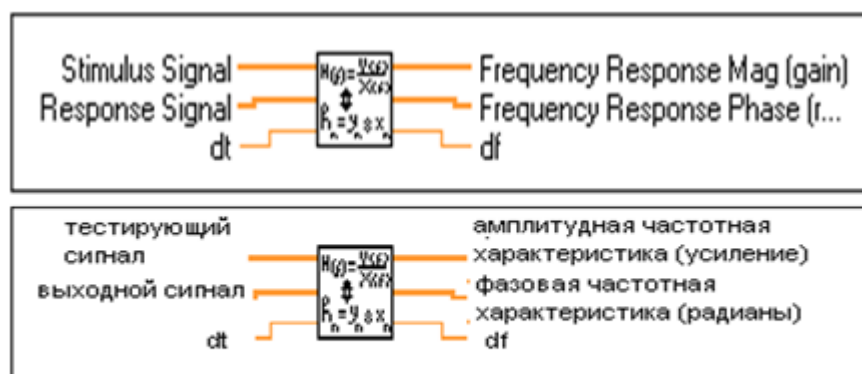 Stimulus Signal
Response Signal
dt
H(f)=Y(f)/X(f)
Frequency Response Mag (gain)
Frequency Response Phase (r...
df
тестирующий
сигнал
выходной сигнал
dt
H(f)=Y(f)/X(f)
амплитудная частотная
характеристика (усиление)
фазовая частотная
характеристика (радианы)
df